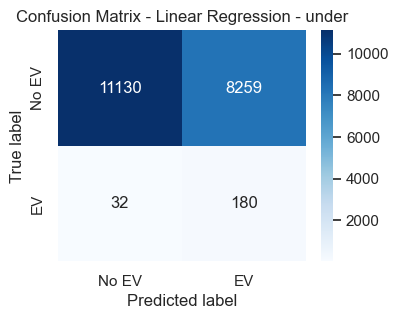 Confusion Matrix - Linear Regression - under
True label
No EV
EV
11130 8259
32 180
No EV EV
Predicted label
10000
8000
6000
4000
2000